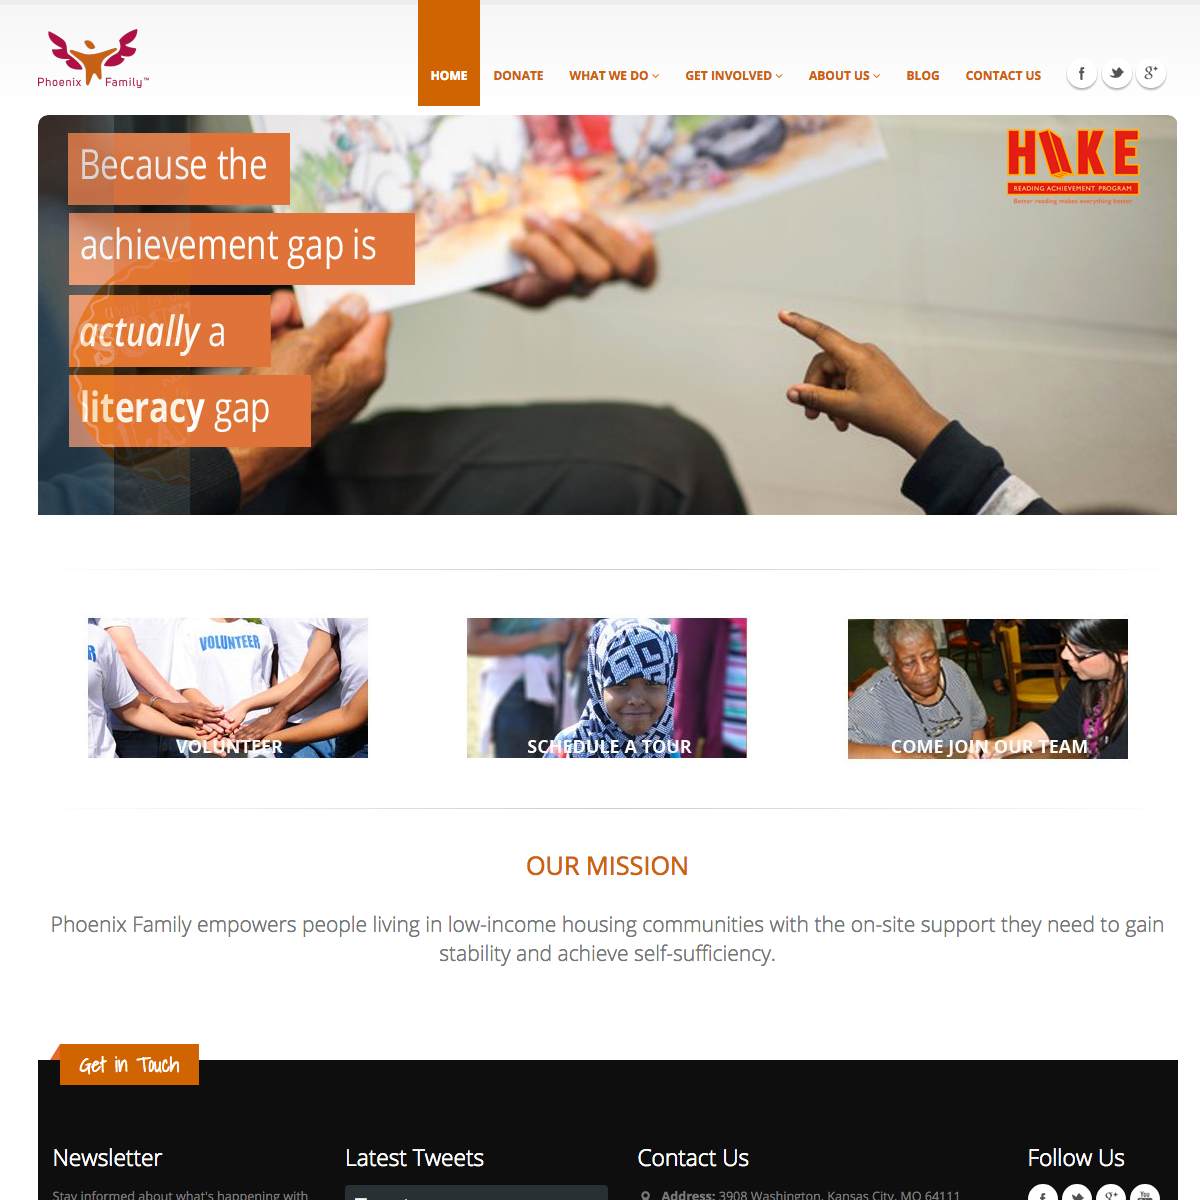 Phoenix Family™
HOME
DONATE
WHAT WE DO
GET INVOLVED
ABOUT US
BLOG
CONTACT US
Because the
achievement gap is
actually a
literacy gap
HIKE
READING ACHIEVEMENT PROGRAM
Better reading makes everything better
VOLUNTEER
VOLUNTEER
SCHEDULE A TOUR
COME JOIN OUR TEAM
OUR MISSION
Phoenix Family empowers people living in low-income housing communities with the on-site support they need to gain
stability and achieve self-sufficiency.
Get in Touch
Newsletter
Latest Tweets
Contact Us
Follow Us
Stay informed about what's happening with
Address: 3908 Washington, Kansas City, MO 64111